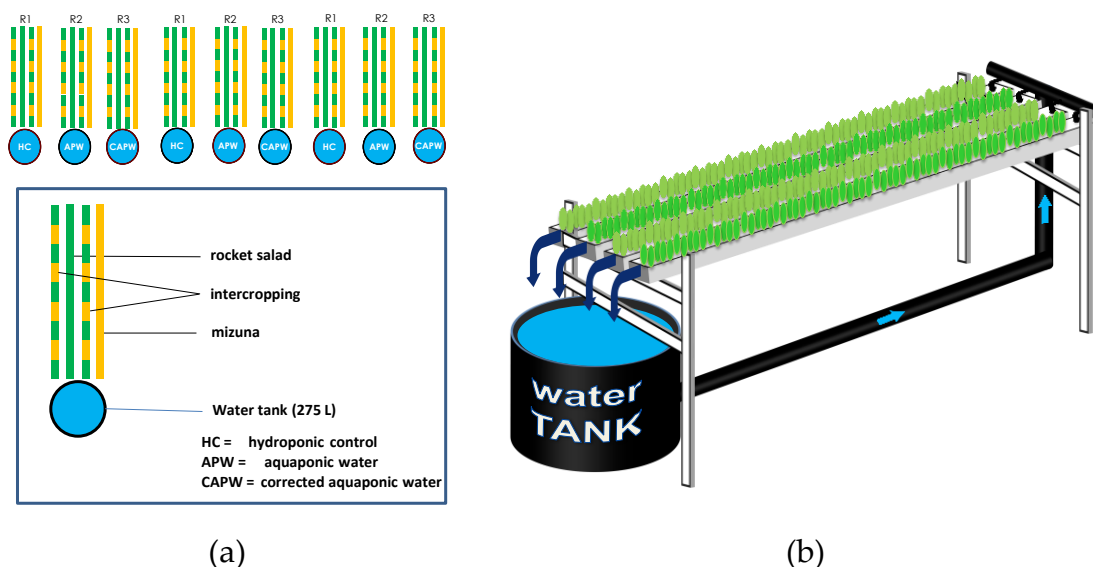 R1 R2 R3 R1 R2 R3 R1 R2 R3
HC APW CAPW HC APW CAPW HC APW CAPW
rocket salad
intercropping
mizuna
Water tank (275 L)
HC = hydroponic control
APW = aquaponic water
CAPW = corrected aquaponic water
water
TANK
(a) (b)